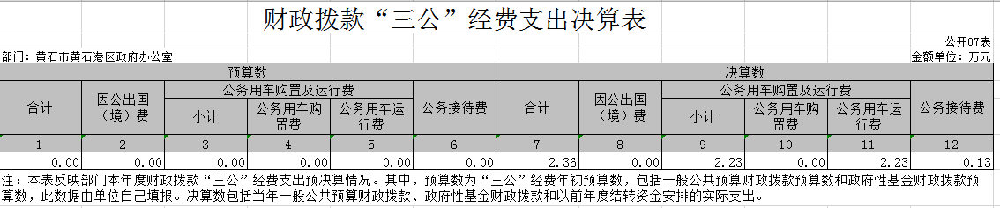 财政拨款“三公”经费支出决算表
公开07表
部门：黄石市黄石港区政府办公室 金额单位：万元
预算数 决算数
合计 因公出国（境）费 公务用车购置及运行费 公务接待费 合计 因公出国（境）费 公务用车购置及运行费 公务接待费
小计 公务用车购置费 公务用车运行费 小计 公务用车购置费 公务用车运行费
1 2 3 4 5 6 7 8 9 10 11 12
0.00 0.00 0.00 0.00 0.00 0.00 2.36 0.00 2.23 0.00 2.23 0.13
注：本表反映部门本年度财政拨款“三公”经费支出预决算情况。其中，预算数为“三公”经费年初预算数，包括一般公共预算财政拨款预算数和政府性基金财政拨款预
算数，此数据由单位自己填报。决算数包括当年一般公共预算财政拨款、政府性基金财政拨款和以前年度结转资金安排的实际支出。